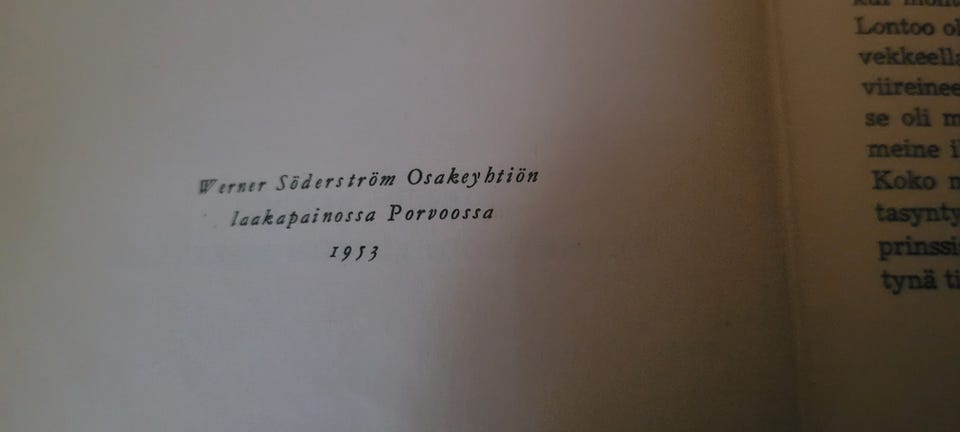 Werner Söderström Osakeyhtiön
laakapainossa Porvoossa
1953
Lontoo
se oli
Koko